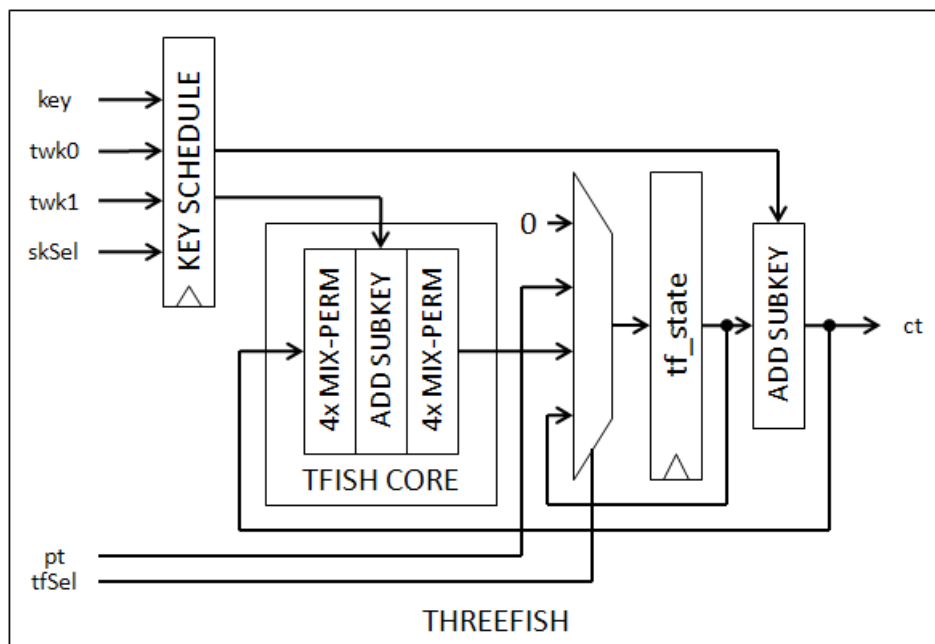 key
twk0
twk1
skSel
KEY SCHEDULE
0
4x MIX-PERM
ADD SUBKEY
4x MIX-PERM
TFISH CORE
tf_state
ADD SUBKEY
ct
pt
tfSel
THREEFISH